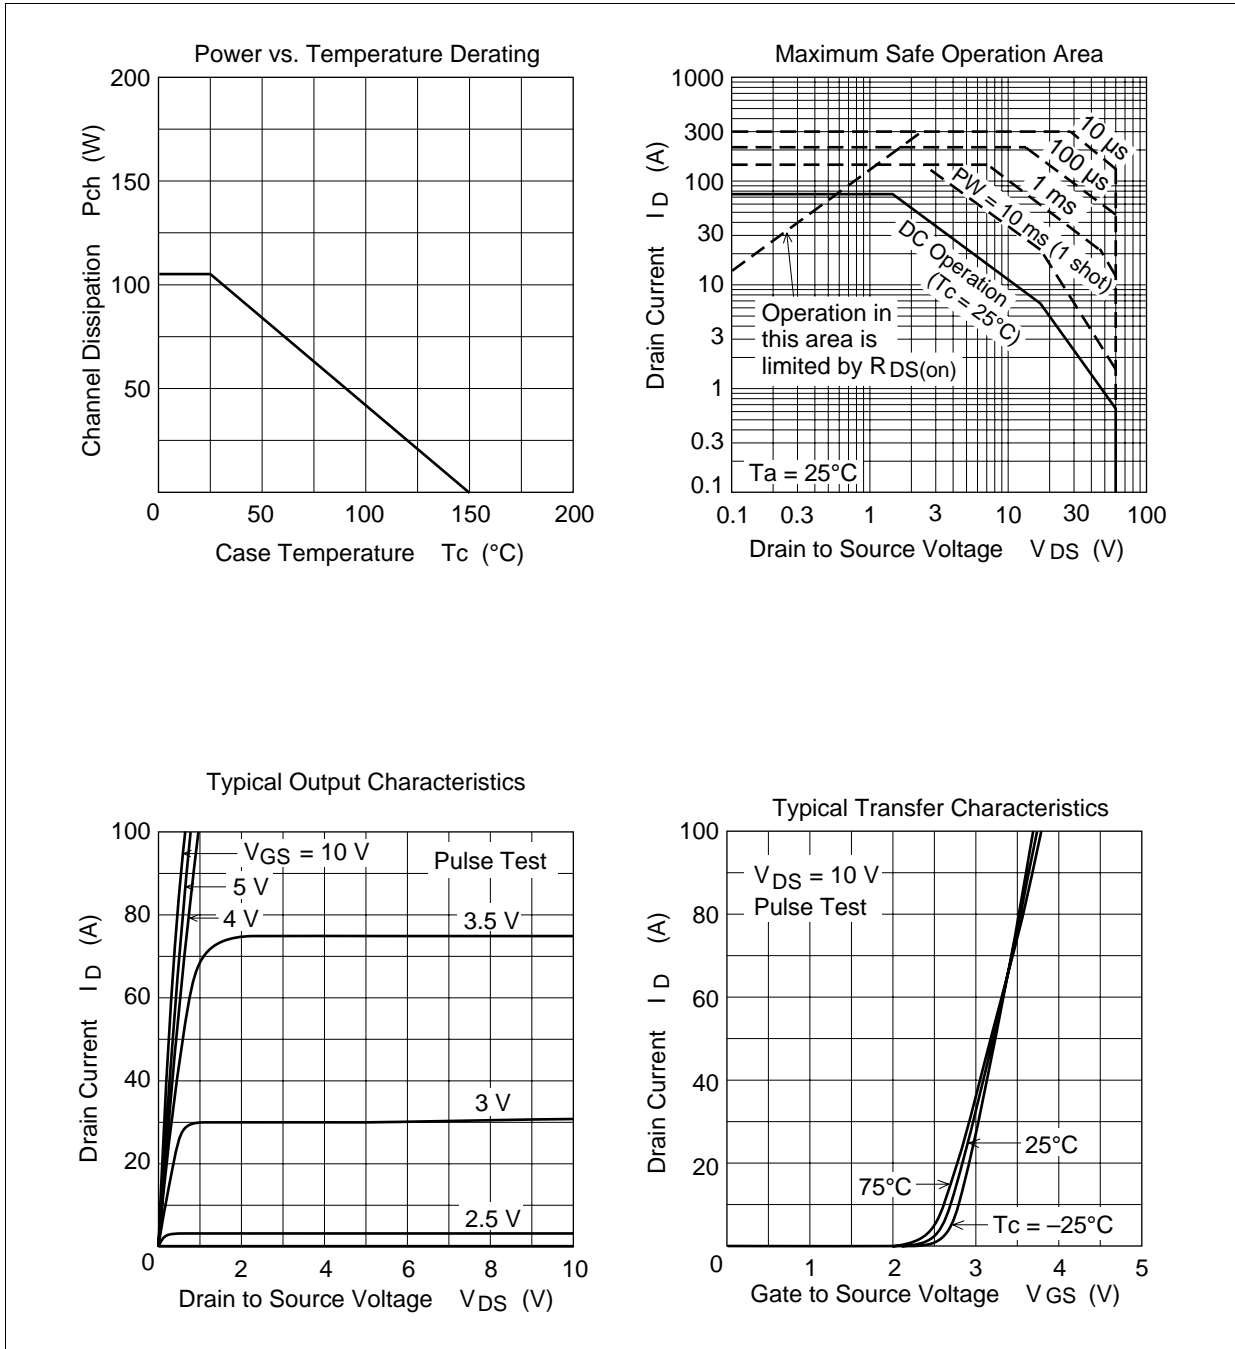 Power vs. Temperature Derating
200
150
100
50
0
50
100
150
200
Channel Dissipation Pch (W)
Case Temperature Tc (°C)
Maximum Safe Operation Area
1000
300
100
30
10
3
1
0.3
0.1
0.1
0.3
1
3
10
30
100
Drain Current I D (A)
Drain to Source Voltage V DS (V)
10 µs
100 µs
1 ms
PW = 10 ms (1 shot)
DC Operation
(Tc = 25°C)
Operation in
this area is
limited by R DS(on)
Ta = 25°C
Typical Output Characteristics
100
80
60
40
20
0
2
4
6
8
10
Drain Current I D (A)
Drain to Source Voltage V DS (V)
V GS = 10 V
5 V
4 V
Pulse Test
3.5 V
3 V
2.5 V
Typical Transfer Characteristics
100
80
60
40
20
0
1
2
3
4
5
Drain Current I D (A)
Gate to Source Voltage V GS (V)
V DS = 10 V
Pulse Test
25°C
75°C
Tc = –25°C